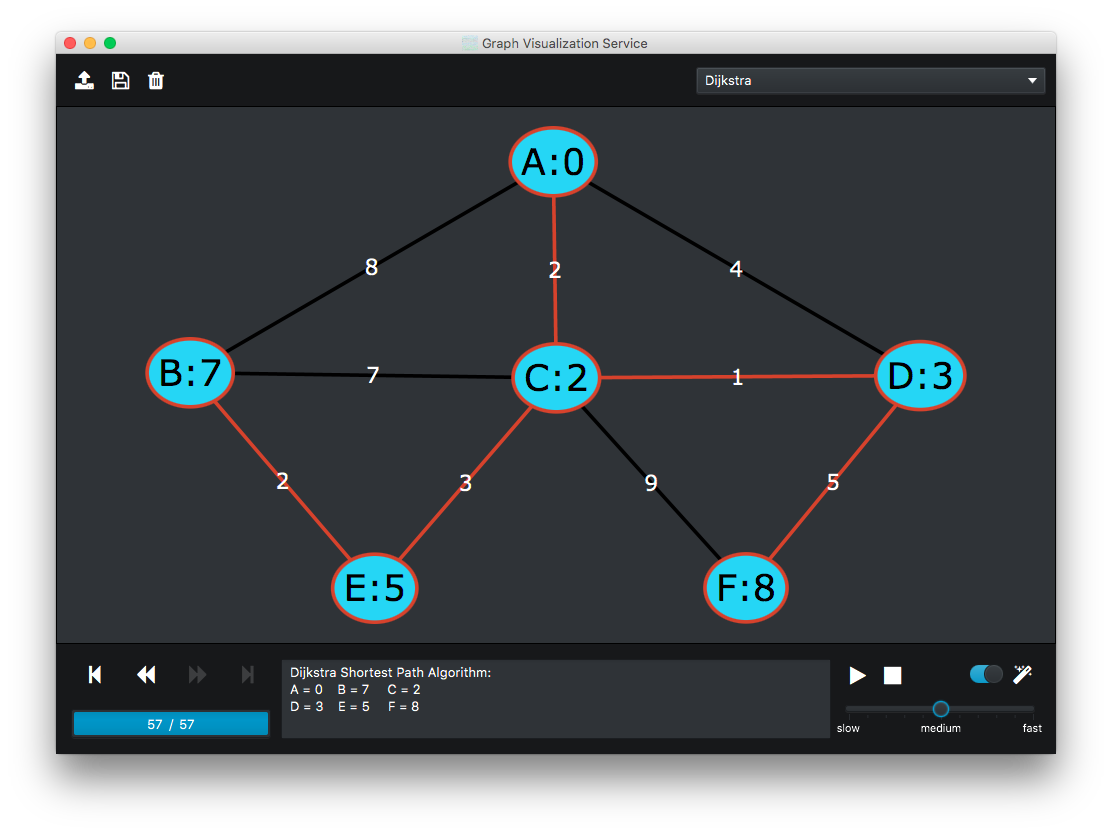 Graph Visualization Service
Dijkstra
A:0
8
2
4
B:7
7
C:2
1
D:3
2
3
9
5
E:5
F:8
Dijkstra Shortest Path Algorithm:
A = 0 B = 7 C = 2
D = 3 E = 5 F = 8
57 / 57
slow medium fast